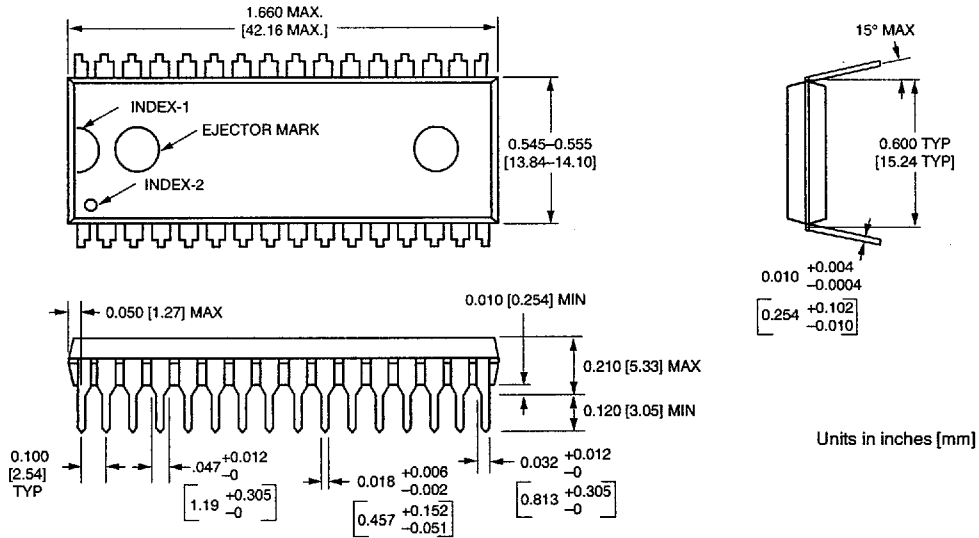 1.660 MAX.
[42.16 MAX.]
15° MAX
INDEX-1
EJECTOR MARK
INDEX-2
0.545–0.555
[13.84–14.10]
0.600 TYP
[15.24 TYP]
0.010 +0.004
–0.0004
[0.254 +0.102
–0.010]
0.050 [1.27] MAX
0.010 [0.254] MIN
0.210 [5.33] MAX
0.120 [3.05] MIN
Units in inches [mm]
0.100
[2.54]
TYP
.047 +0.012
–0
[1.19 +0.305
–0]
0.018 +0.006
–0.002
[0.457 +0.152
–0.051]
0.032 +0.012
–0
[0.813 +0.305
–0]